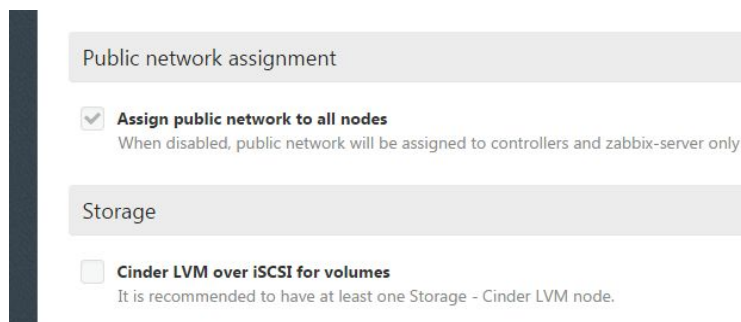 Public network assignment
Assign public network to all nodes
When disabled, public network will be assigned to controllers and zabbix-server only
Storage
Cinder LVM over iSCSI for volumes
It is recommended to have at least one Storage - Cinder LVM node.